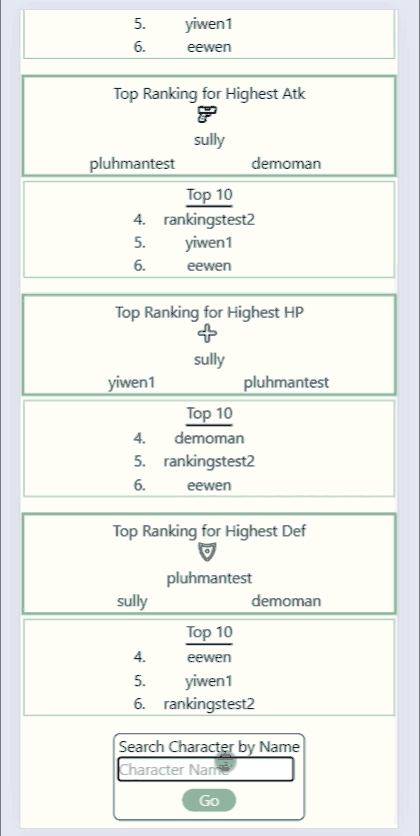 5. yiwen1
6. eewen
Top Ranking for Highest Atk
sully
pluhmantest demoman
Top 10
4. rankingstest2
5. yiwen1
6. eewen
Top Ranking for Highest HP
sully
yiwen1 pluhmantest
Top 10
4. demoman
5. rankingstest2
6. eewen
Top Ranking for Highest Def
pluhmantest
sully demoman
Top 10
4. eewen
5. yiwen1
6. rankingstest2
Search Character by Name
Character Name
Go